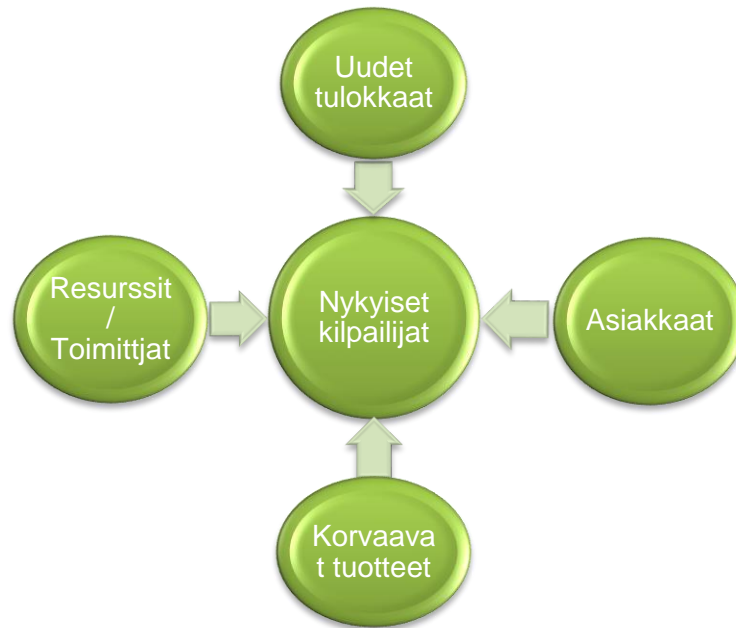 Uudet
tulokkaat
Resurssit
/
Toimittjat
Nykyiset
kilpailijat
Asiakkaat
Korvaava
t tuotteet